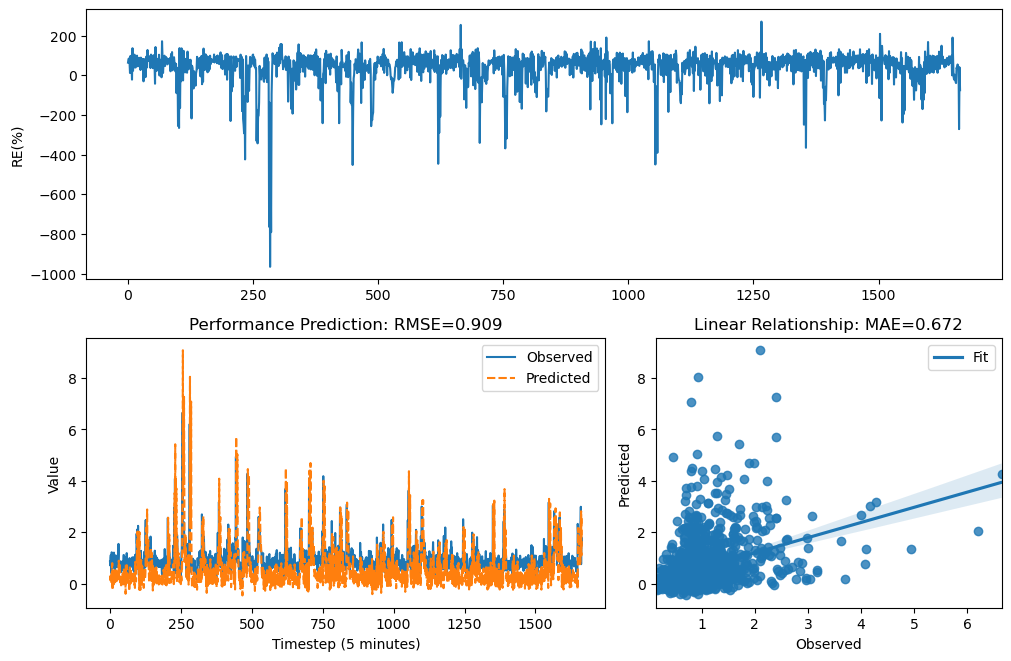 200
0
−200
−400
−600
−800
−1000
RE(%)
0 250 500 750 1000 1250 1500
Performance Prediction: RMSE=0.909
Observed
Predicted
8
6
4
2
0
Value
0 250 500 750 1000 1250 1500
Timestep (5 minutes)
Linear Relationship: MAE=0.672
Fit
8
6
4
2
0
Predicted
1 2 3 4 5 6
Observed